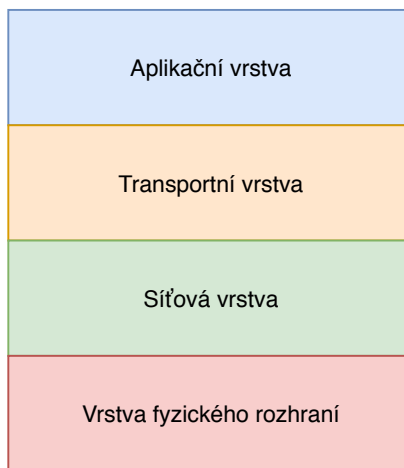 Aplikační vrstva
Transportní vrstva
Síťová vrstva
Vrstva fyzického rozhraní